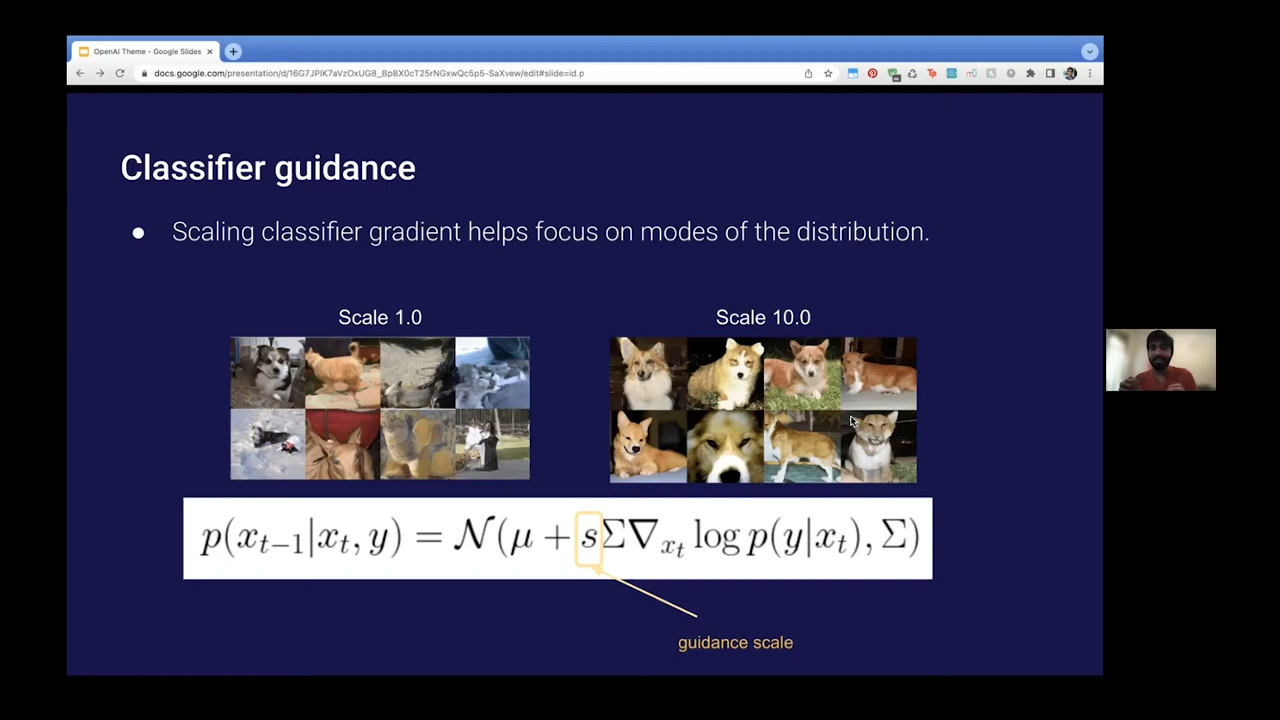 OpenAI Theme - Google Slides
docs.google.com/presentation/d/16G7JPIK7aVzOxUG8_Bp8X0cT25rNGxwQc5p5-SaXvew/edit#slide=id.p
Classifier guidance
● Scaling classifier gradient helps focus on modes of the distribution.
Scale 1.0
Scale 10.0
p(x_{t−1}|x_t, y) = 𝒩(μ + sΣ∇_{x_t} log p(y|x_t), Σ)
guidance scale